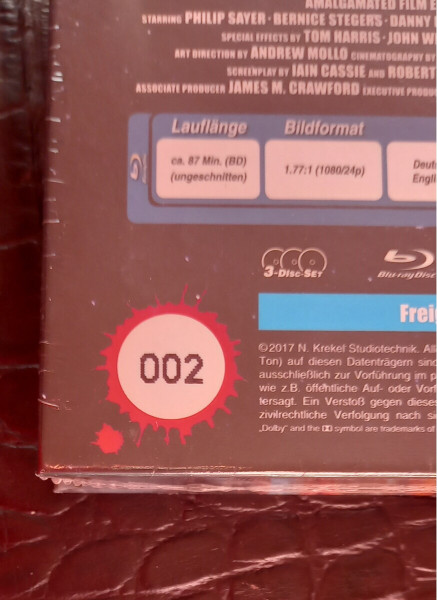 AMALGAMATED FILM E
STARRING PHILIP SAYER · BERNICE STEGERS · DANNY
SPECIAL EFFECTS BY TOM HARRIS · JOHN W
ART DIRECTION BY ANDREW MOLLO CINEMATOGRAPHY BY
SCREENPLAY BY IAIN CASSIE AND ROBERT
ASSOCIATE PRODUCER JAMES M. CRAWFORD EXECUTIVE PRODU
Lauflänge Bildformat
ca. 87 Min. (BD)
(ungeschnitten)
1.77:1 (1080/24p)
Deut
Engli
3-Disc-Set
Blu-ray Disc
Frei
002
©2017 N. Krekel Studiotechnik. All
Ton) auf diesen Datenträgern sind
ausschließlich zur Vorführung im p
wie z.B. öffentliche Auf- oder Vorf
tersagt. Ein Verstoß gegen diese
zivilrechtliche Verfolgung nach si
„Dolby" and the DD symbol are trademarks of